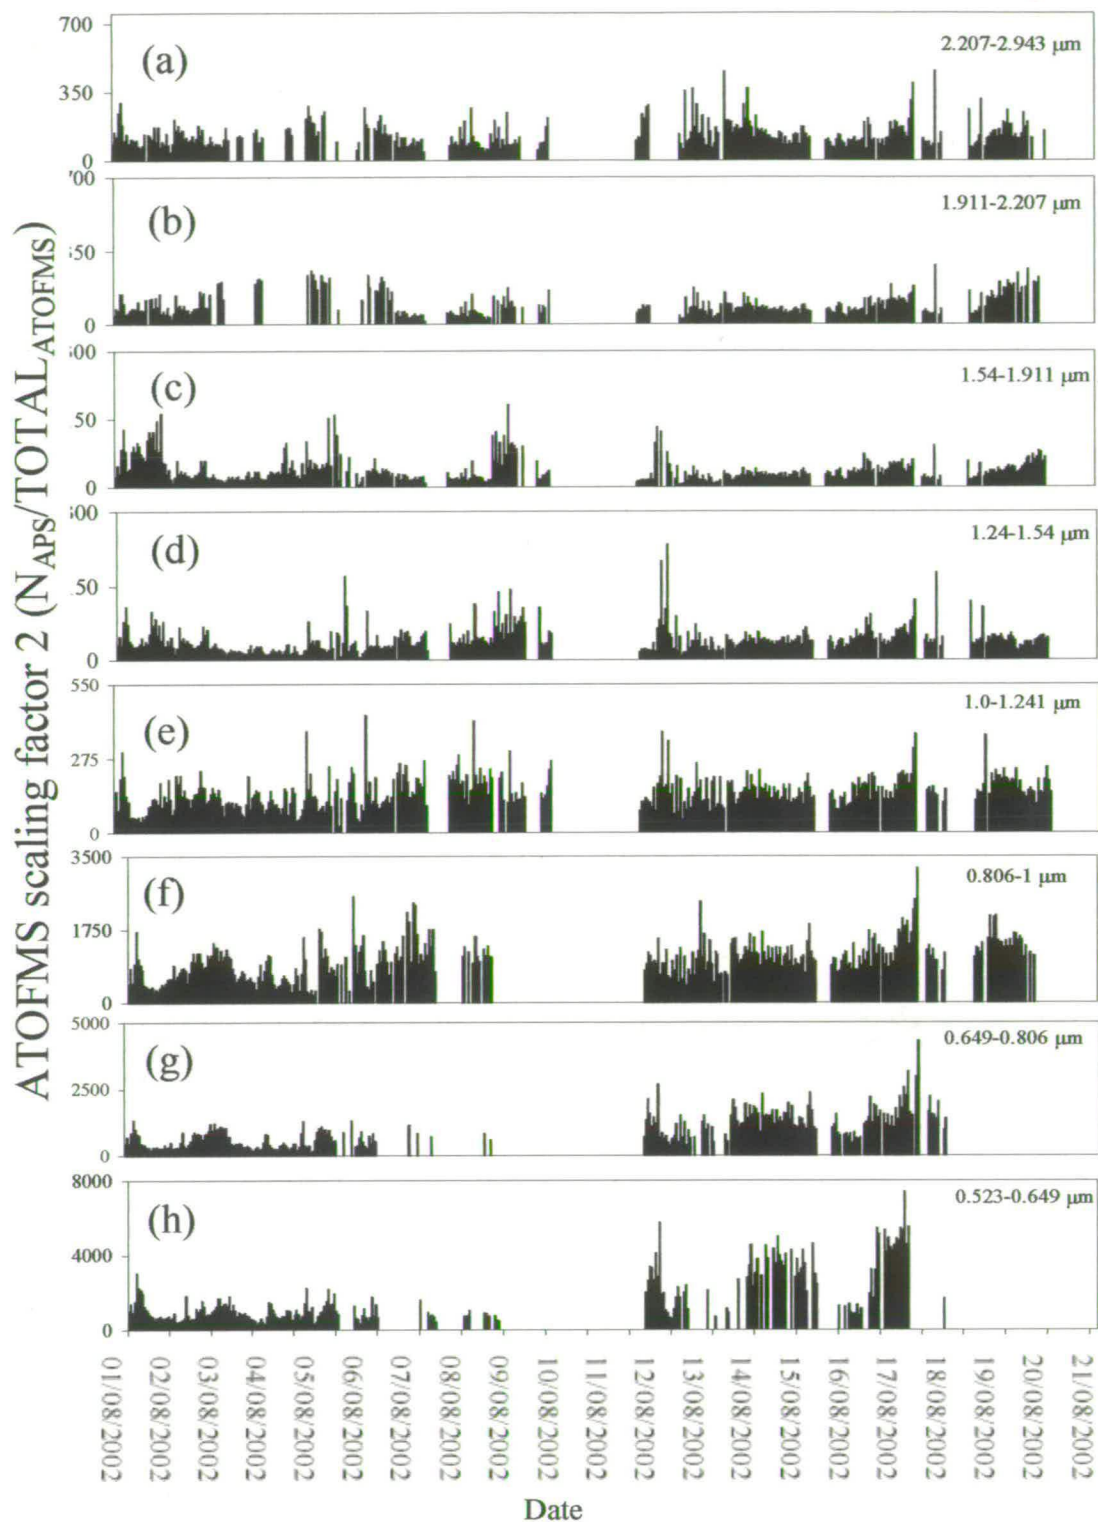 ATOFMS scaling factor 2 (NAPS/TOTALATOFMS)
700
350
0
(a)
2.207-2.943 µm
700
0
(b)
1.911-2.207 µm
50
0
(c)
1.54-1.911 µm
0
(d)
1.24-1.54 µm
550
275
0
(e)
1.0-1.241 µm
3500
1750
0
(f)
0.806-1 µm
5000
2500
0
(g)
0.649-0.806 µm
8000
4000
0
(h)
0.523-0.649 µm
01/08/2002
02/08/2002
03/08/2002
04/08/2002
05/08/2002
06/08/2002
07/08/2002
08/08/2002
09/08/2002
10/08/2002
11/08/2002
12/08/2002
13/08/2002
14/08/2002
15/08/2002
16/08/2002
17/08/2002
18/08/2002
19/08/2002
20/08/2002
21/08/2002
Date